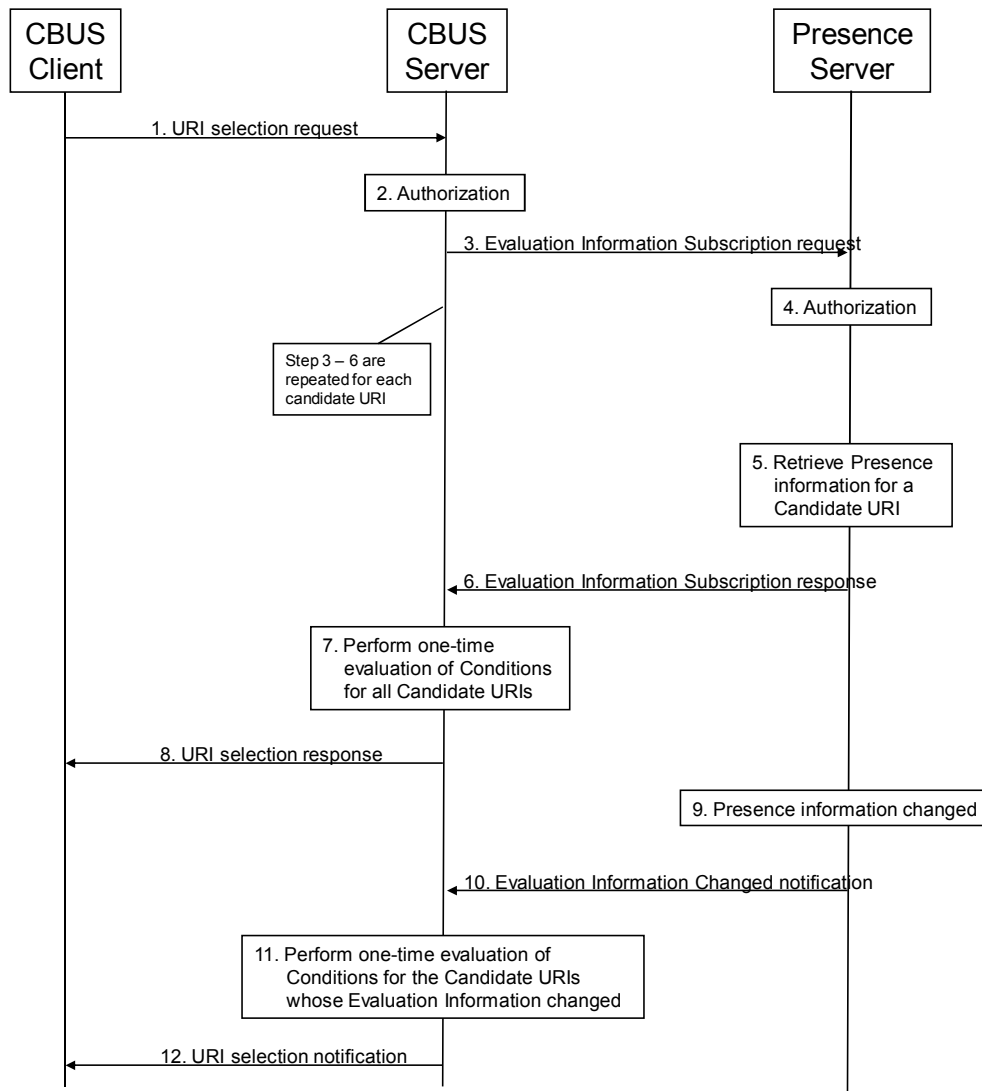 CBUS
Client
CBUS
Server
Presence
Server
1. URI selection request
2. Authorization
3. Evaluation Information Subscription request
4. Authorization
Step 3 – 6 are
repeated for each
candidate URI
5. Retrieve Presence
information for a
Candidate URI
6. Evaluation Information Subscription response
7. Perform one-time
evaluation of Conditions
for all Candidate URIs
8. URI selection response
9. Presence information changed
10. Evaluation Information Changed notification
11. Perform one-time evaluation of
Conditions for the Candidate URIs
whose Evaluation Information changed
12. URI selection notification